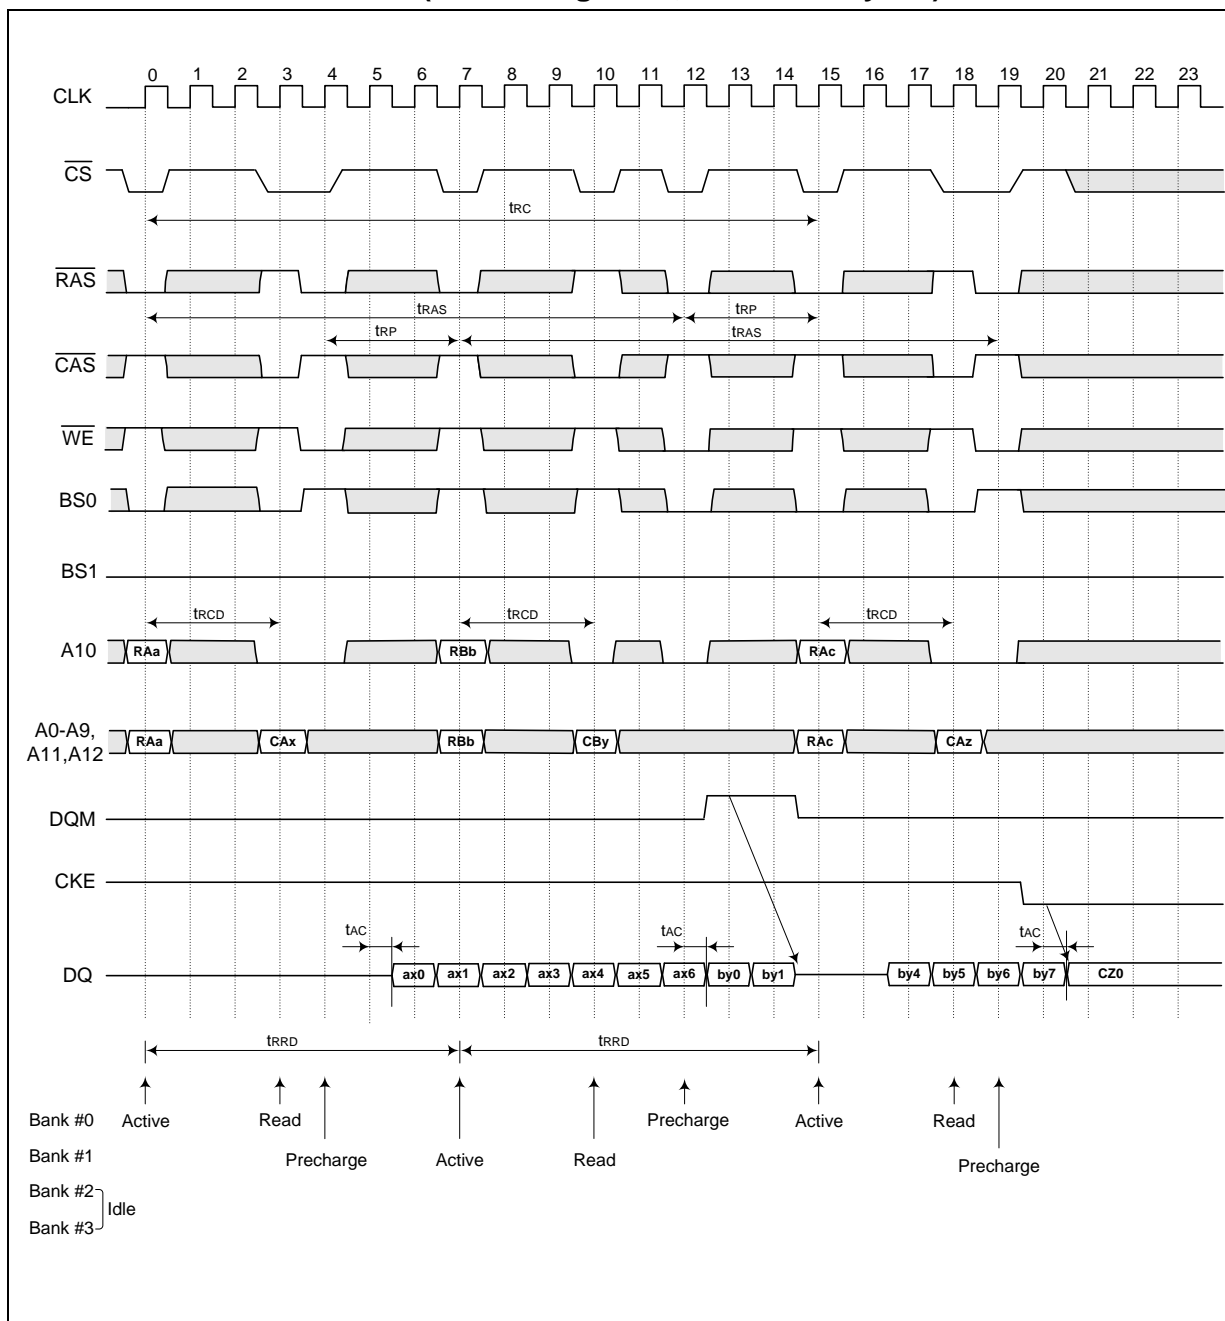 0 1 2 3 4 5 6 7 8 9 10 11 12 13 14 15 16 17 18 19 20 21 22 23
CLK
CS
tRC
RAS
tRAS tRP
tRP tRAS
CAS
WE
BS0
BS1
tRCD tRCD tRCD
A10 RAa RBb RAc
A0-A9,
A11,A12
RAa CAx RBb CBy RAc CAz
DQM
CKE
tAC tAC tAC
DQ ax0 ax1 ax2 ax3 ax4 ax5 ax6 by0 by1 by4 by5 by6 by7 CZ0
tRRD tRRD
Bank #0 Active Read Precharge Active Read
Bank #1 Precharge Active Read Precharge
Bank #2
Idle
Bank #3